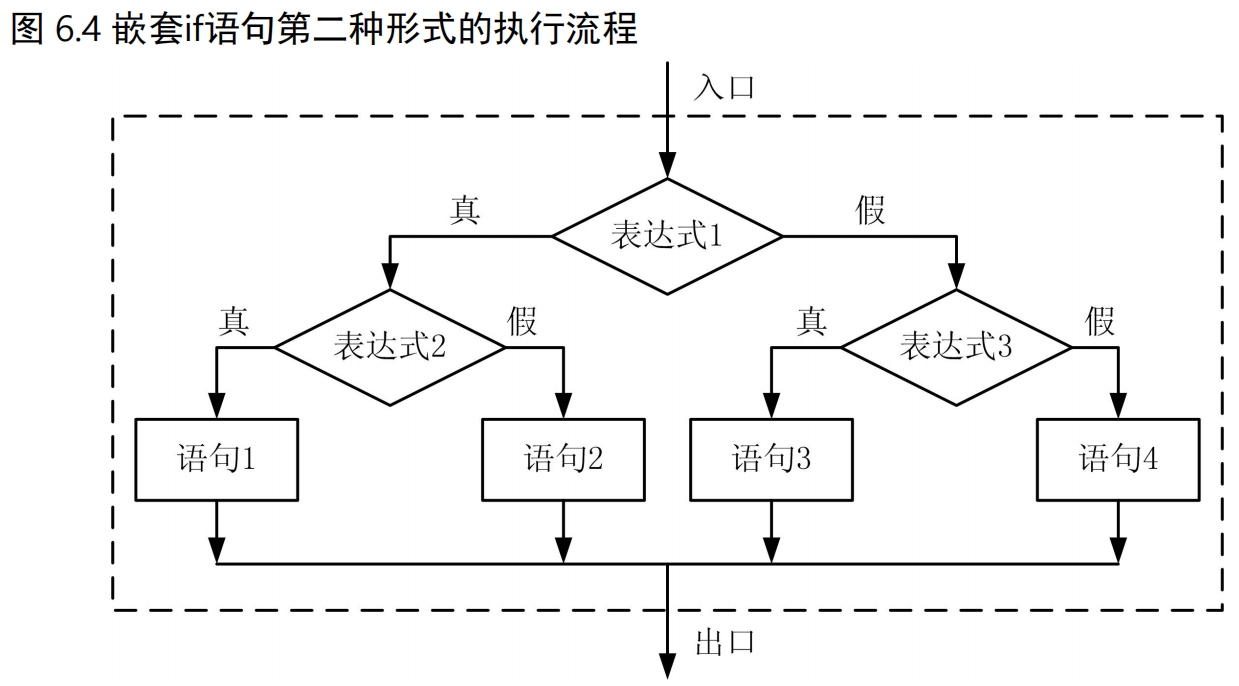 图 6.4 嵌套if语句第二种形式的执行流程
入口
真
假
表达式1
真
假
真
假
表达式2
表达式3
语句1
语句2
语句3
语句4
出口